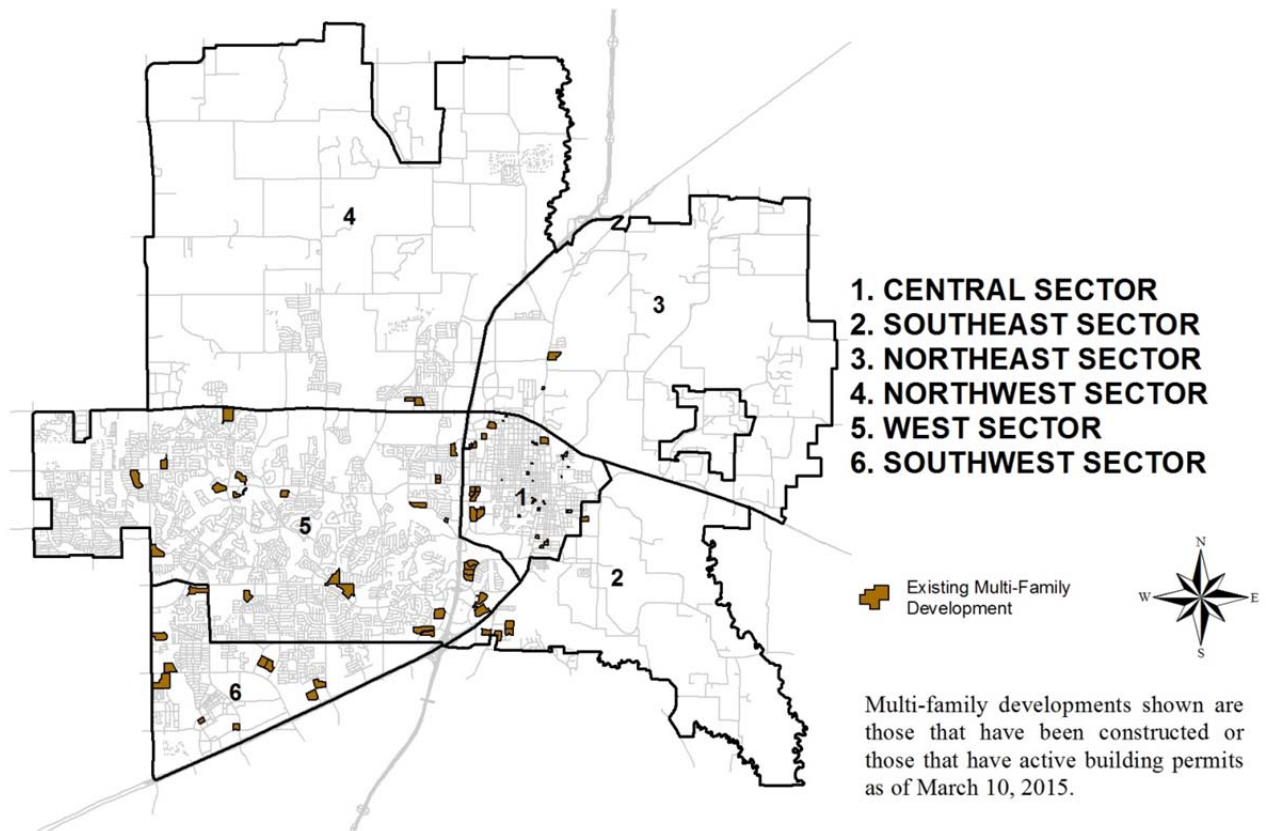 4
3
1. CENTRAL SECTOR
2. SOUTHEAST SECTOR
3. NORTHEAST SECTOR
4. NORTHWEST SECTOR
5. WEST SECTOR
6. SOUTHWEST SECTOR
1
5
2
6
Existing Multi-Family
Development
N
W E
S
Multi-family developments shown are
those that have been constructed or
those that have active building permits
as of March 10, 2015.